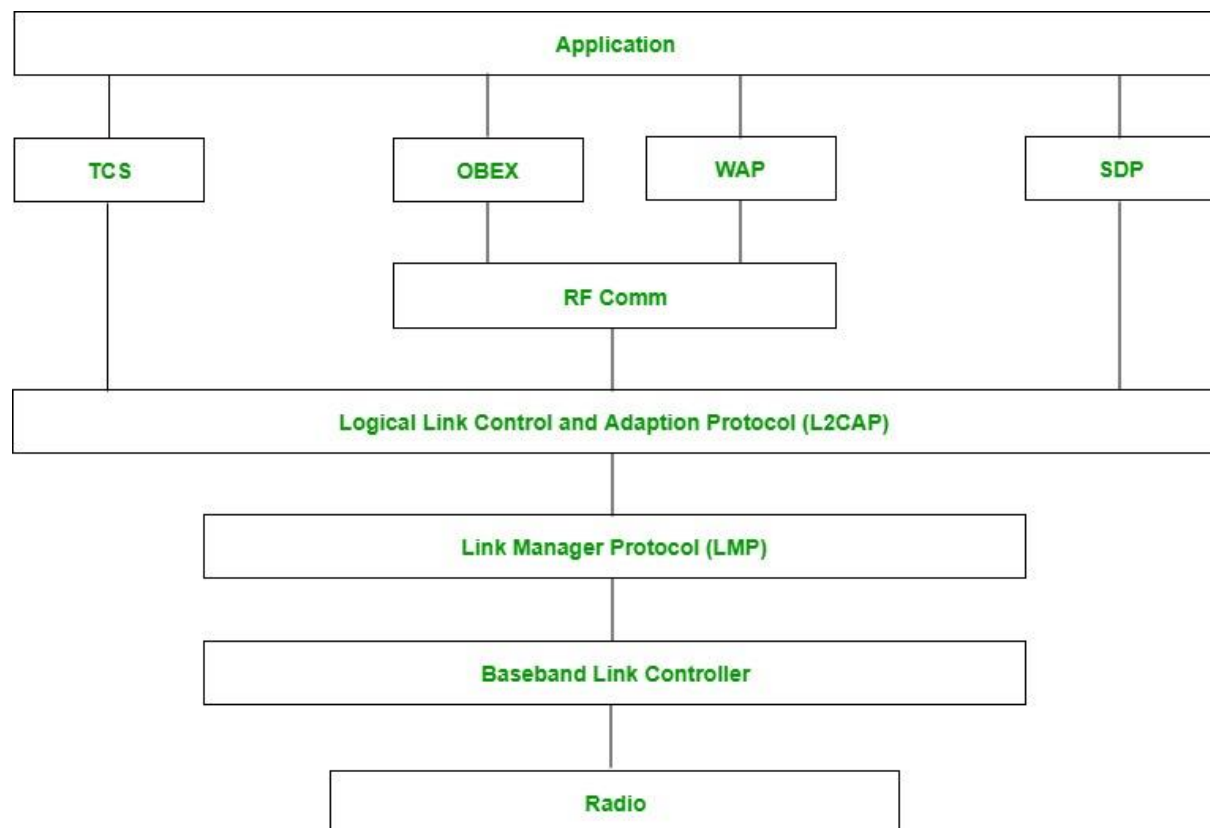 Application
TCS
OBEX
WAP
SDP
RF Comm
Logical Link Control and Adaption Protocol (L2CAP)
Link Manager Protocol (LMP)
Baseband Link Controller
Radio